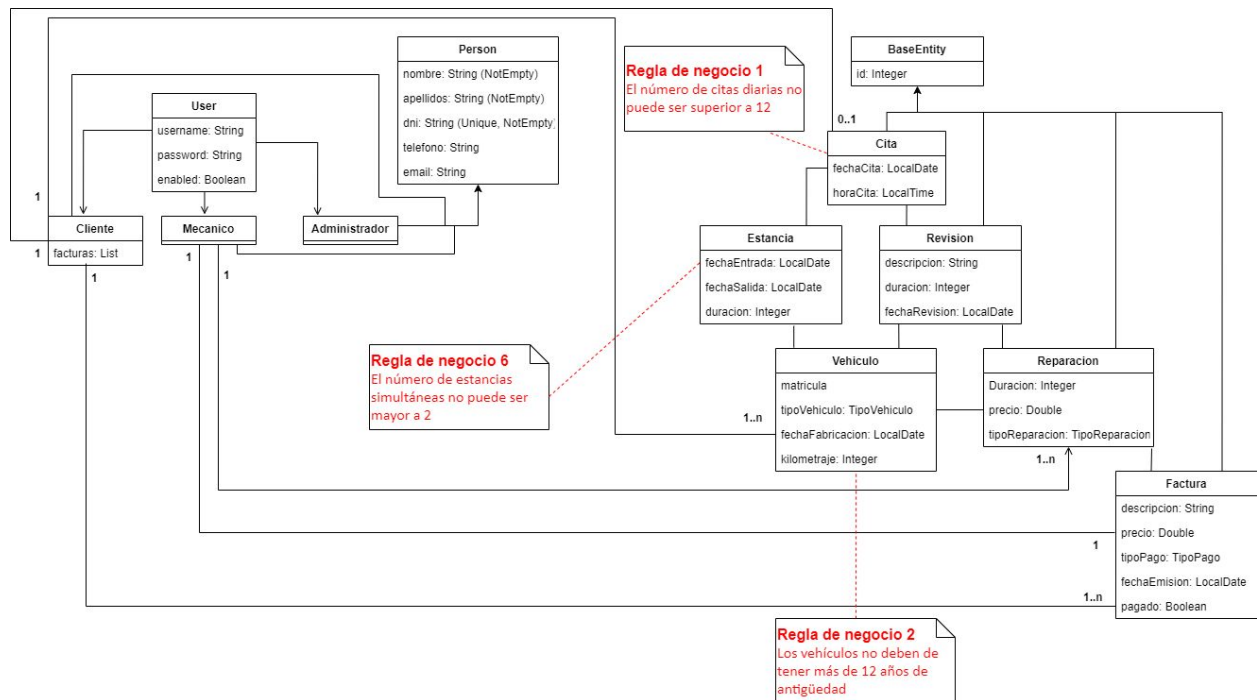 Person
nombre: String (NotEmpty)
apellidos: String (NotEmpty)
dni: String (Unique, NotEmpty)
telefono: String
email: String
BaseEntity
id: Integer
Regla de negocio 1
El número de citas diarias no
puede ser superior a 12
User
username: String
password: String
enabled: Boolean
0..1
Cita
fechaCita: LocalDate
horaCita: LocalTime
1
Cliente
facturas: List
1
1
Mecanico
1
1
Administrador
Estancia
fechaEntrada: LocalDate
fechaSalida: LocalDate
duracion: Integer
Revision
descripcion: String
duracion: Integer
fechaRevision: LocalDate
Regla de negocio 6
El número de estancias
simultáneas no puede ser
mayor a 2
Vehiculo
matricula
tipoVehiculo: TipoVehiculo
fechaFabricacion: LocalDate
kilometraje: Integer
1..n
Reparacion
Duracion: Integer
precio: Double
tipoReparacion: TipoReparacion
1..n
Factura
descripcion: String
precio: Double
tipoPago: TipoPago
fechaEmision: LocalDate
pagado: Boolean
1
1..n
Regla de negocio 2
Los vehículos no deben de
tener más de 12 años de
antigüedad